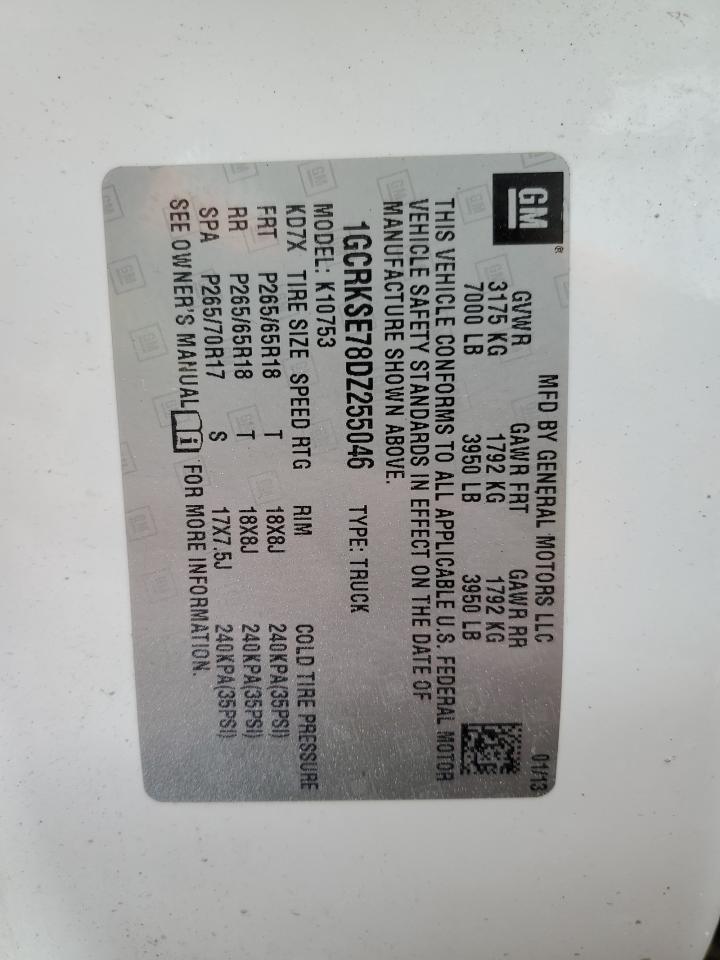 GM®
MFD BY GENERAL MOTORS LLC 01/13
GVWR GAWR FRT GAWR RR
3175 KG 1792 KG 1792 KG
7000 LB 3950 LB 3950 LB
THIS VEHICLE CONFORMS TO ALL APPLICABLE U.S. FEDERAL MOTOR
VEHICLE SAFETY STANDARDS IN EFFECT ON THE DATE OF
MANUFACTURE SHOWN ABOVE.
1GCRKSE78DZ255046 TYPE: TRUCK
MODEL: K10753
KD7X TIRE SIZE SPEED RTG RIM COLD TIRE PRESSURE
FRT P265/65R18 T 18X8J 240KPA(35PSI)
RR P265/65R18 T 18X8J 240KPA(35PSI)
SPA P265/70R17 S 17X7.5J 240KPA(35PSI)
SEE OWNER'S MANUAL i FOR MORE INFORMATION.